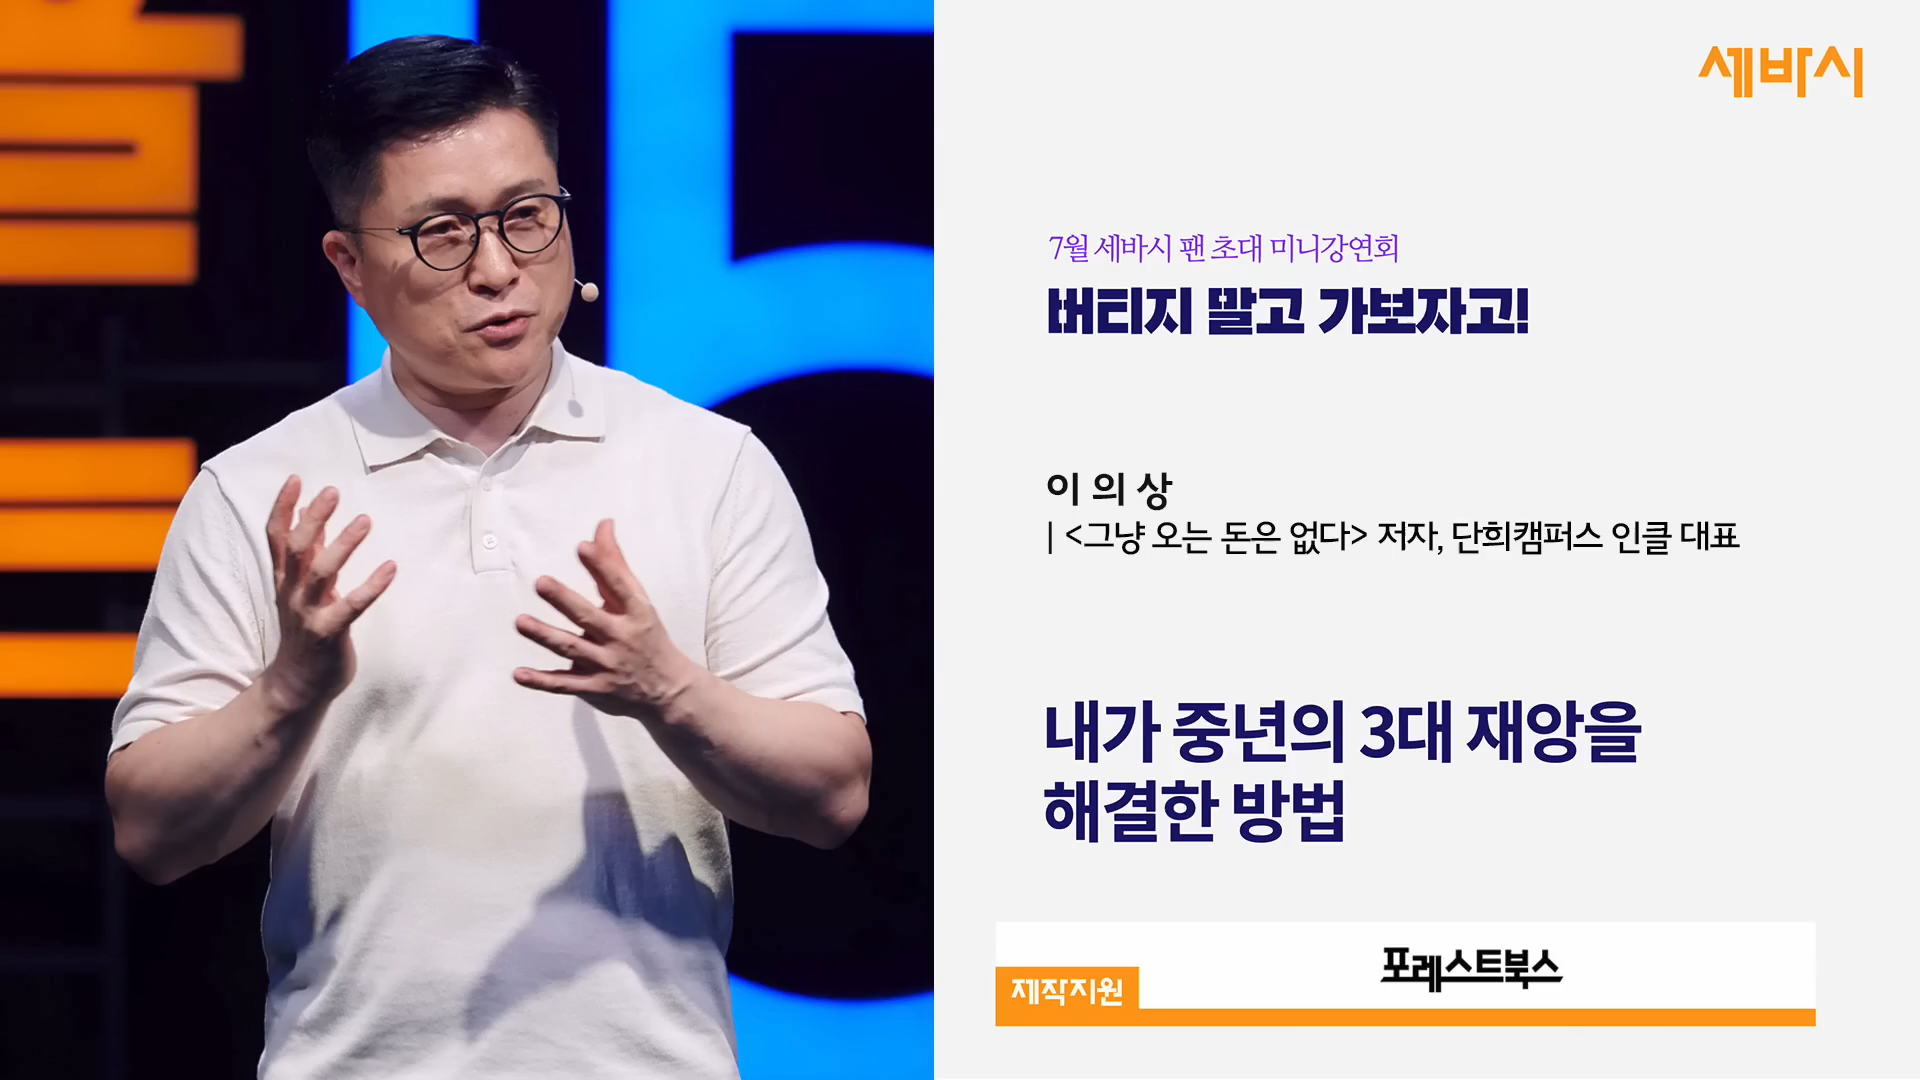 세바시
7월 세바시 팬 초대 미니강연회
버티지 말고 가보자고!
이 의 상
| <그냥 오는 돈은 없다> 저자, 단희캠퍼스 인클 대표
내가 중년의 3대 재앙을
해결한 방법
포레스트북스
제작지원